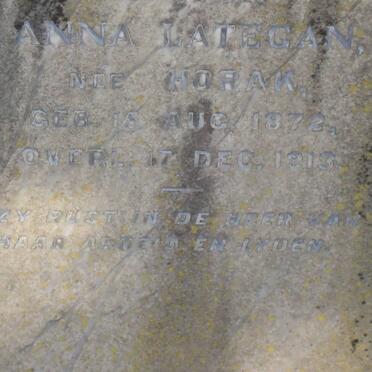 ANNA LATEGAN,
NEE HORAK,
GEB. 18 AUG. 1872,
OVERL. 17 DEC. 1913.
ZY RUST IN DE HEER VAN
HAAR ARBEID EN LYDEN.